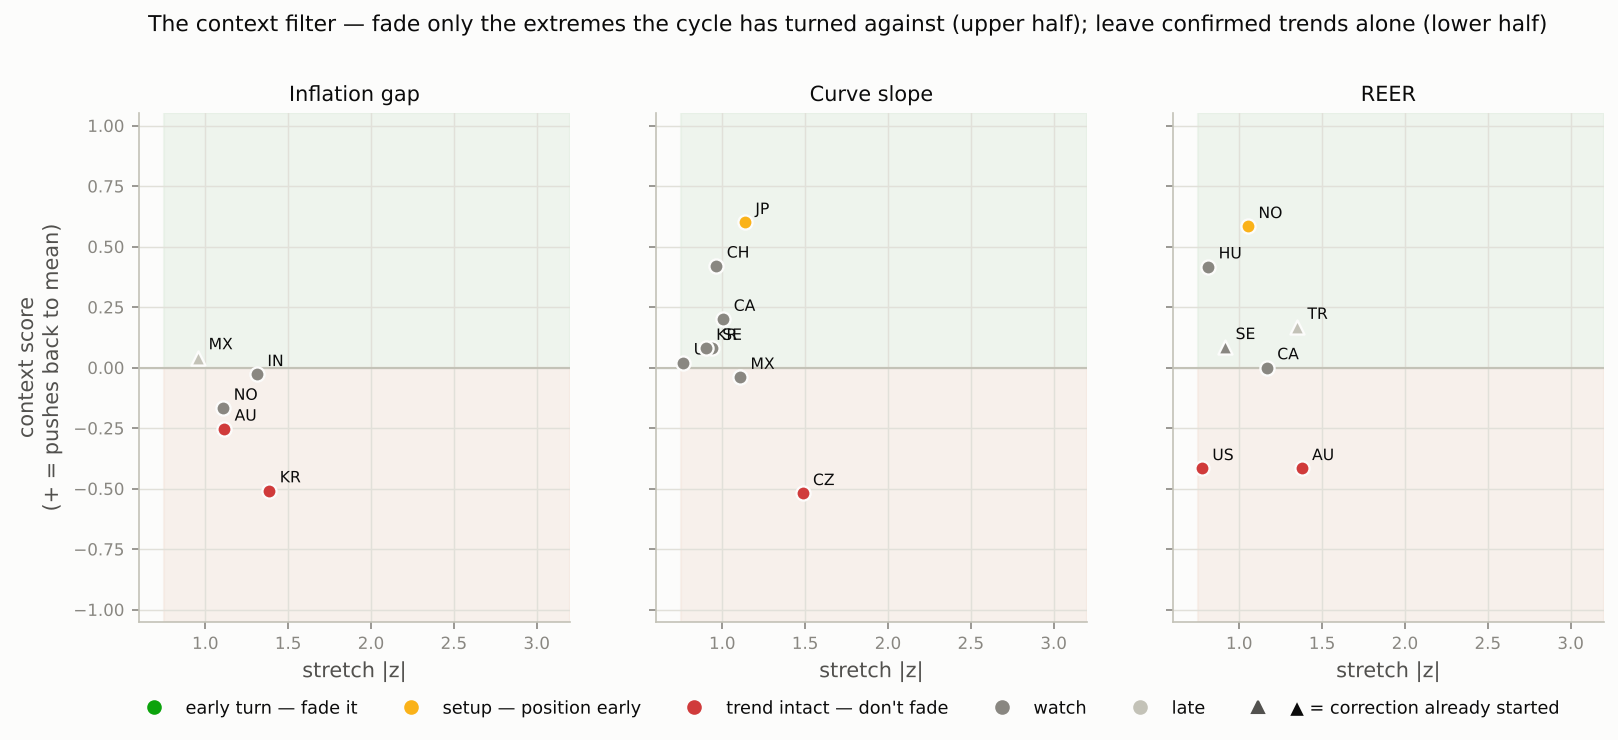 The context filter — fade only the extremes the cycle has turned against (upper half); leave confirmed trends alone (lower half)
Inflation gap
context score
(+ = pushes back to mean)
1.00
0.75
0.50
0.25
0.00
−0.25
−0.50
−0.75
−1.00
MX
IN
NO
AU
KR
1.0 1.5 2.0 2.5 3.0
stretch |z|
Curve slope
JP
CH
CA
KR
SE
MX
CZ
1.0 1.5 2.0 2.5 3.0
stretch |z|
REER
NO
HU
TR
SE
CA
US
AU
1.0 1.5 2.0 2.5 3.0
stretch |z|
early turn — fade it
setup — position early
trend intact — don't fade
watch
late
▲ = correction already started